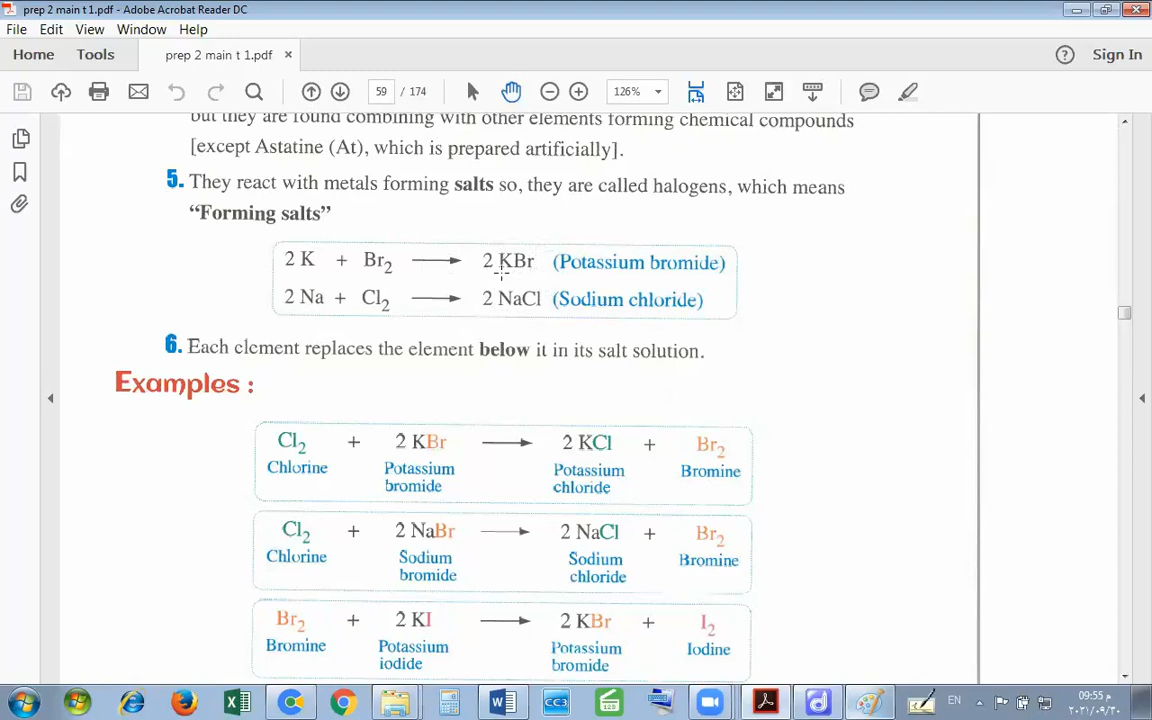 prep 2 main t 1.pdf - Adobe Acrobat Reader DC
File Edit View Window Help
Home Tools prep 2 main t 1.pdf × Sign In
59 / 174 126%
but they are found combining with other elements forming chemical compounds
[except Astatine (At), which is prepared artificially].
5. They react with metals forming salts so, they are called halogens, which means
“Forming salts”
2 K + Br2 → 2 KBr (Potassium bromide)
2 Na + Cl2 → 2 NaCl (Sodium chloride)
6. Each element replaces the element below it in its salt solution.
Examples :
Cl2 + 2 KBr → 2 KCl + Br2
Chlorine Potassium Potassium Bromine
bromide chloride
Cl2 + 2 NaBr → 2 NaCl + Br2
Chlorine Sodium Sodium Bromine
bromide chloride
Br2 + 2 KI → 2 KBr + I2
Bromine Potassium Potassium Iodine
iodide bromide
CC3 123 EN 09:55 م
٢٠٢١/٠٩/٣٠